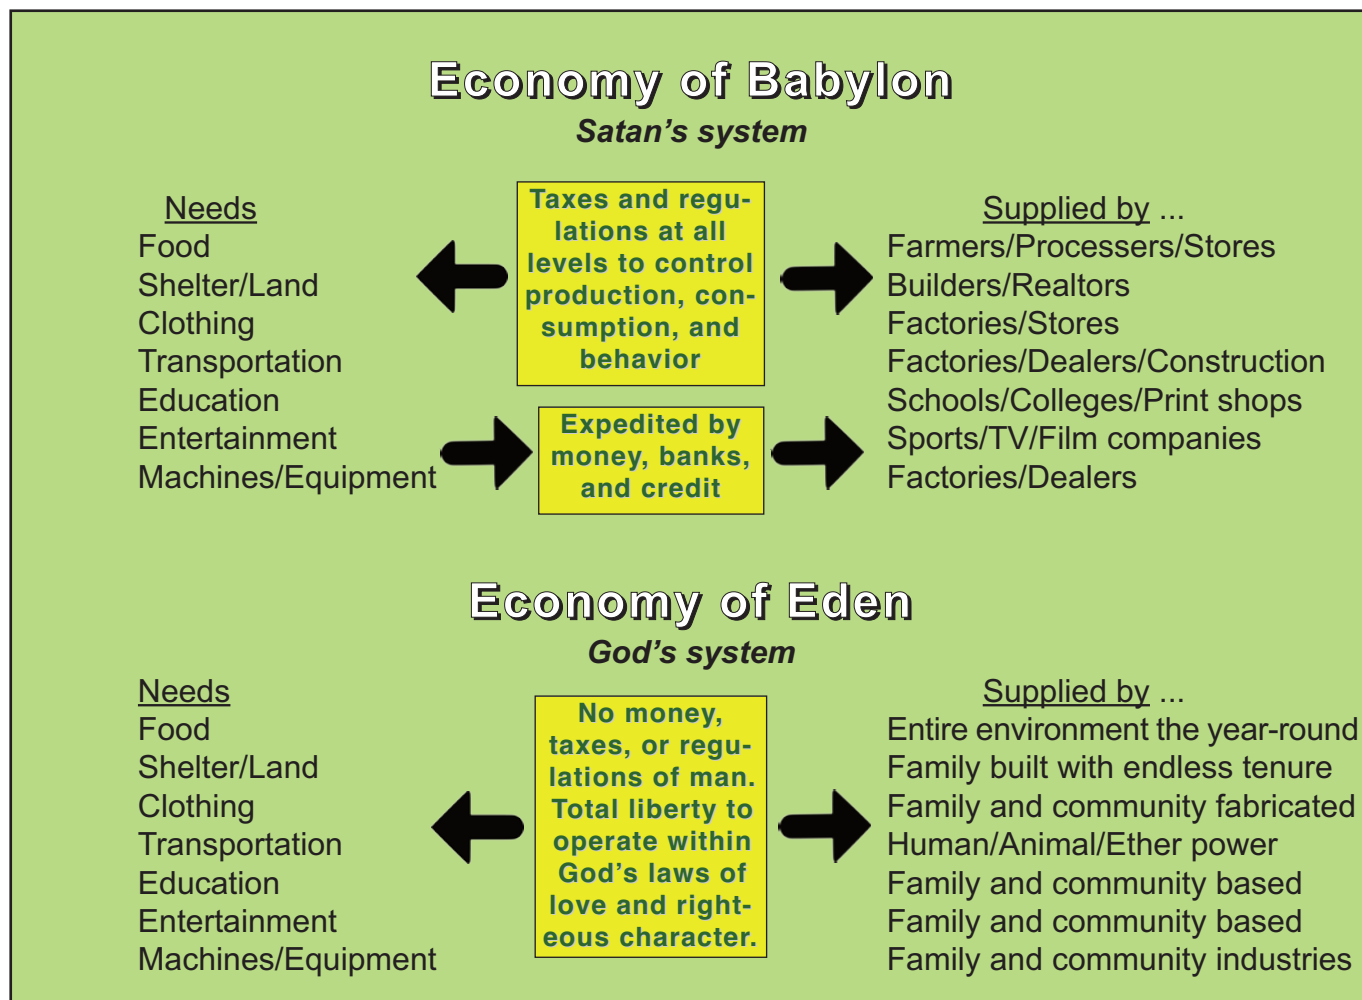 Economy of Babylon
Satan's system
Needs
Food
Shelter/Land
Clothing
Transportation
Education
Entertainment
Machines/Equipment
Taxes and regu-
lations at all
levels to control
production, con-
sumption, and
behavior
Expedited by
money, banks,
and credit
Supplied by ...
Farmers/Processers/Stores
Builders/Realtors
Factories/Stores
Factories/Dealers/Construction
Schools/Colleges/Print shops
Sports/TV/Film companies
Factories/Dealers
Economy of Eden
God's system
Needs
Food
Shelter/Land
Clothing
Transportation
Education
Entertainment
Machines/Equipment
No money,
taxes, or regu-
lations of man.
Total liberty to
operate within
God's laws of
love and right-
eous character.
Supplied by ...
Entire environment the year-round
Family built with endless tenure
Family and community fabricated
Human/Animal/Ether power
Family and community based
Family and community based
Family and community industries